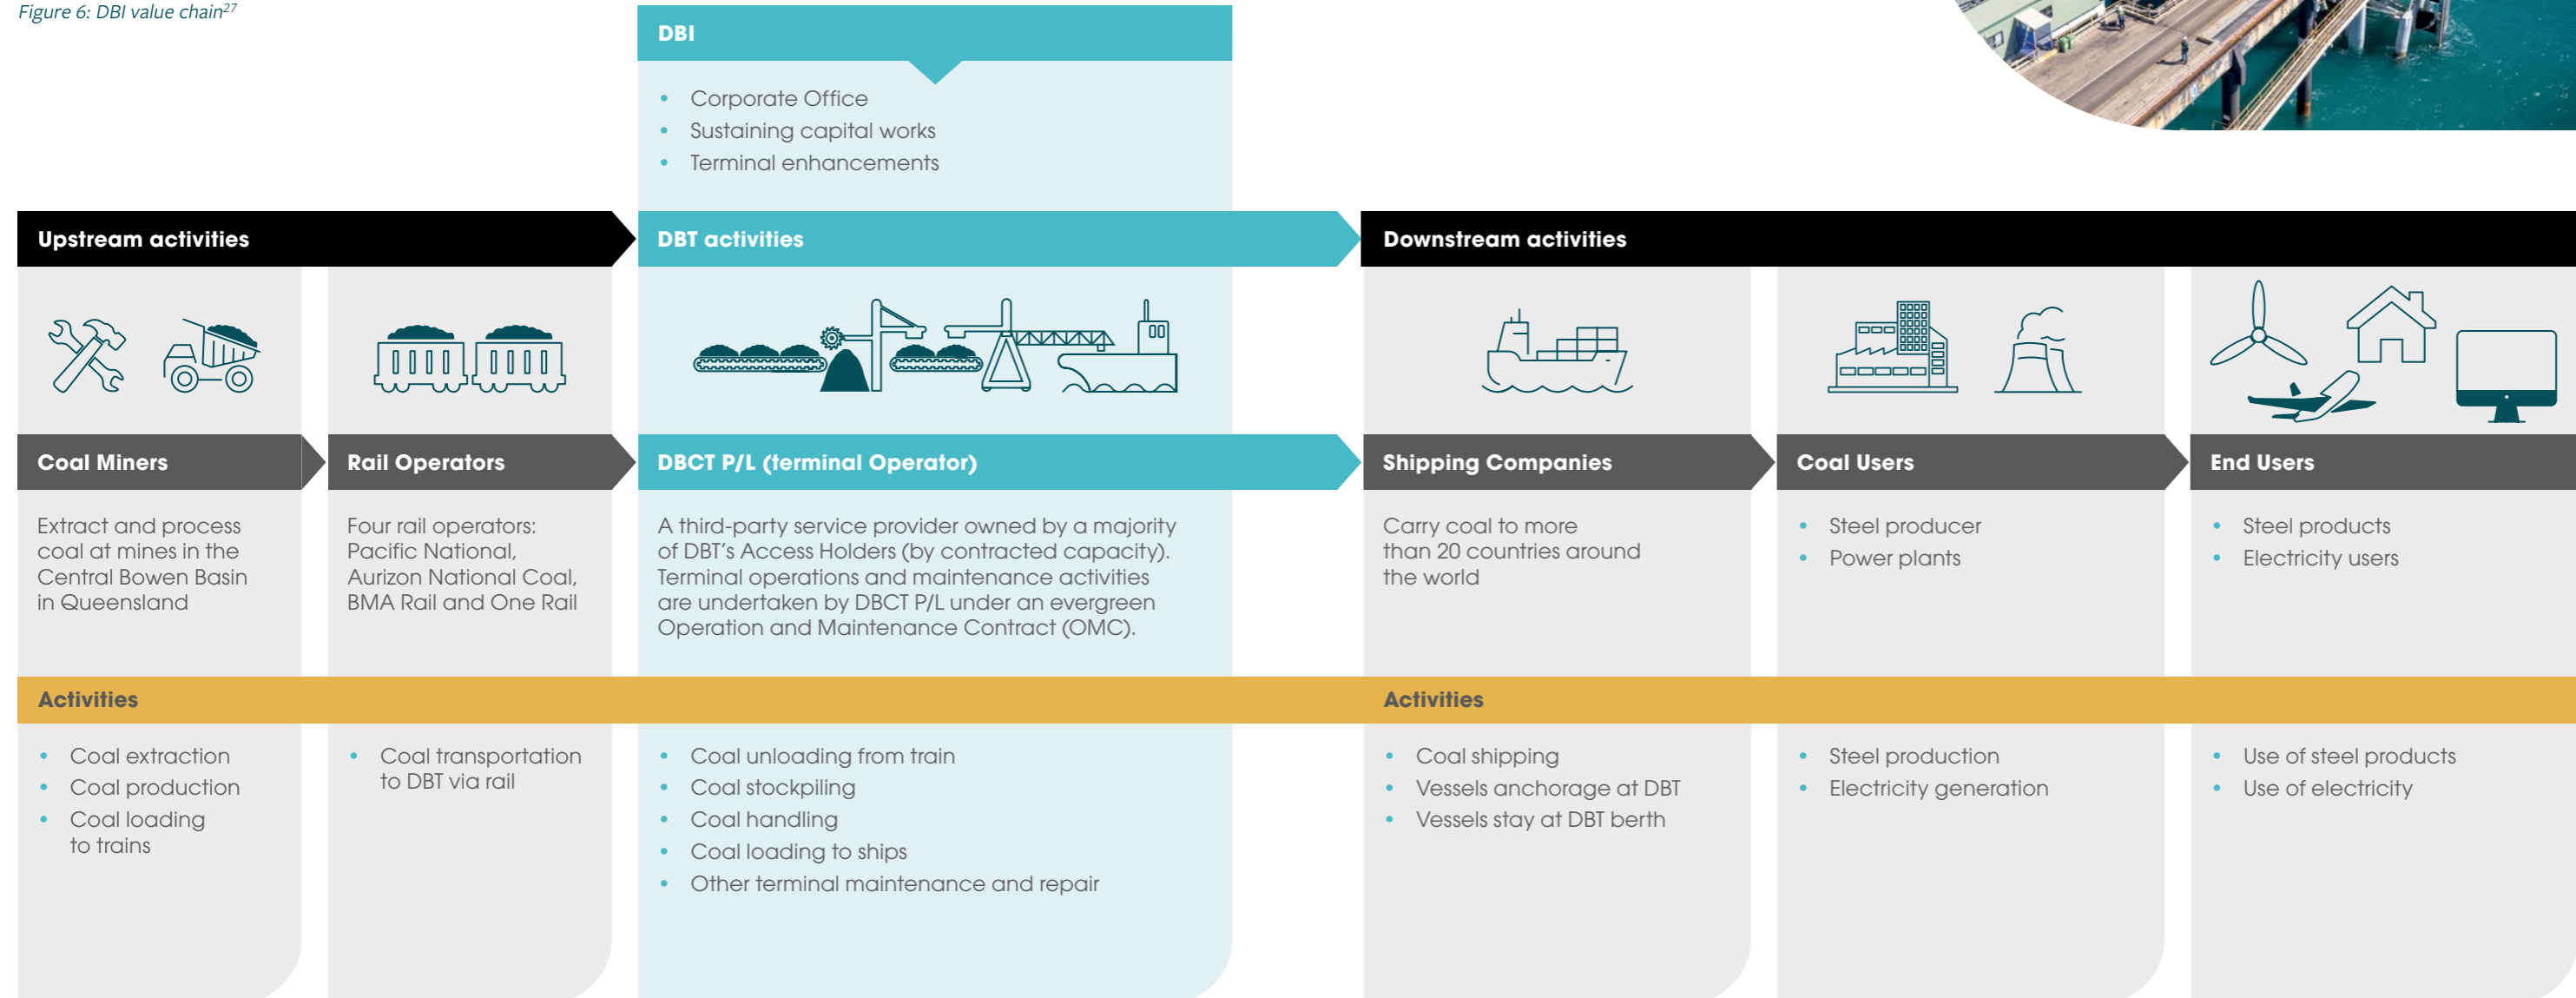 Figure 6: DBI value chain27
DBI
• Corporate Office
• Sustaining capital works
• Terminal enhancements
Upstream activities
DBT activities
Downstream activities
Coal Miners
Rail Operators
DBCT P/L (terminal Operator)
Shipping Companies
Coal Users
End Users
Extract and process
coal at mines in the
Central Bowen Basin
in Queensland
Four rail operators:
Pacific National,
Aurizon National Coal,
BMA Rail and One Rail
A third-party service provider owned by a majority
of DBT's Access Holders (by contracted capacity).
Terminal operations and maintenance activities
are undertaken by DBCT P/L under an evergreen
Operation and Maintenance Contract (OMC).
Carry coal to more
than 20 countries around
the world
• Steel producer
• Power plants
• Steel products
• Electricity users
Activities
Activities
• Coal extraction
• Coal production
• Coal loading
to trains
• Coal transportation
to DBT via rail
• Coal unloading from train
• Coal stockpiling
• Coal handling
• Coal loading to ships
• Other terminal maintenance and repair
• Coal shipping
• Vessels anchorage at DBT
• Vessels stay at DBT berth
• Steel production
• Electricity generation
• Use of steel products
• Use of electricity